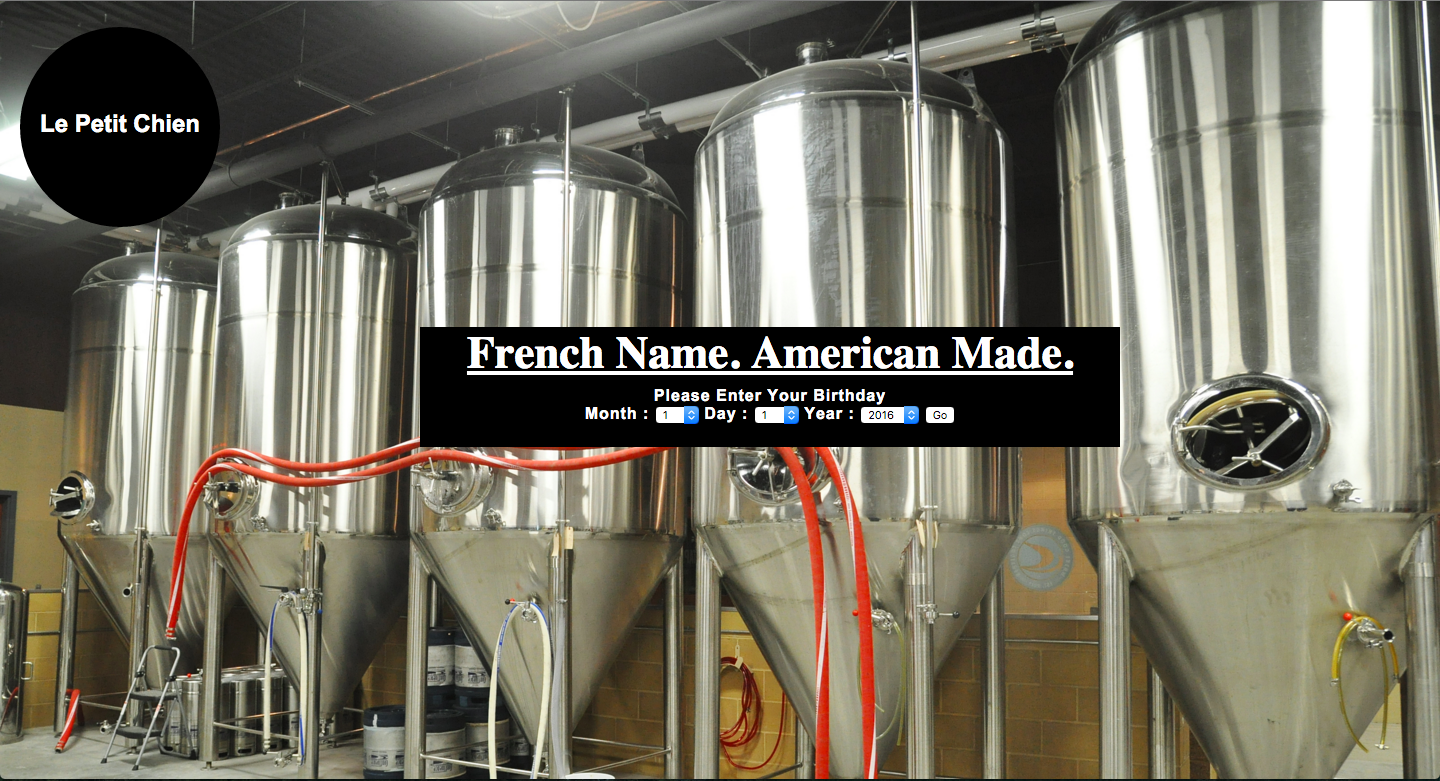 Le Petit Chien
French Name. American Made.
Please Enter Your Birthday
Month : 1 Day : 1 Year : 2016 Go